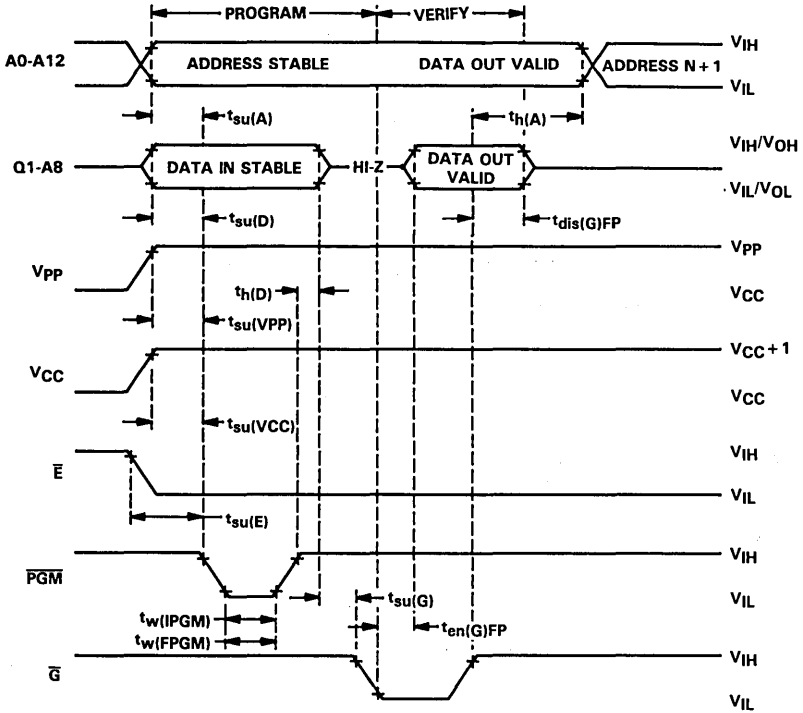 PROGRAM VERIFY
A0-A12 ADDRESS STABLE DATA OUT VALID ADDRESS N + 1 VIH
VIL
tsu(A) th(A)
Q1-A8 DATA IN STABLE HI-Z DATA OUT VALID VIH/VOH
VIL/VOL
tsu(D) tdis(G)FP
VPP VPP
th(D) VCC
tsu(VPP)
VCC VCC + 1
VCC
tsu(VCC)
E VIH
VIL
tsu(E)
PGM VIH
VIL
tsu(G)
tw(IPGM)
tw(FPGM) ten(G)FP
G VIH
VIL